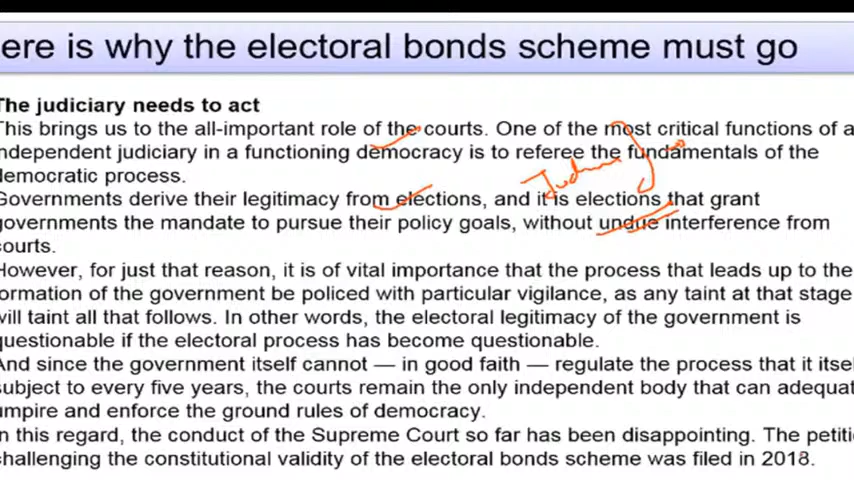 ere is why the electoral bonds scheme must go
The judiciary needs to act
This brings us to the all-important role of the courts. One of the most critical functions of a
ndependent judiciary in a functioning democracy is to referee the fundamentals of the
democratic process.
Governments derive their legitimacy from elections, and it is elections that grant
governments the mandate to pursue their policy goals, without undue interference from
courts.
However, for just that reason, it is of vital importance that the process that leads up to the
ormation of the government be policed with particular vigilance, as any taint at that stage
will taint all that follows. In other words, the electoral legitimacy of the government is
questionable if the electoral process has become questionable.
And since the government itself cannot — in good faith — regulate the process that it itse
subject to every five years, the courts remain the only independent body that can adequat
umpire and enforce the ground rules of democracy.
n this regard, the conduct of the Supreme Court so far has been disappointing. The petiti
challenging the constitutional validity of the electoral bonds scheme was filed in 2018.